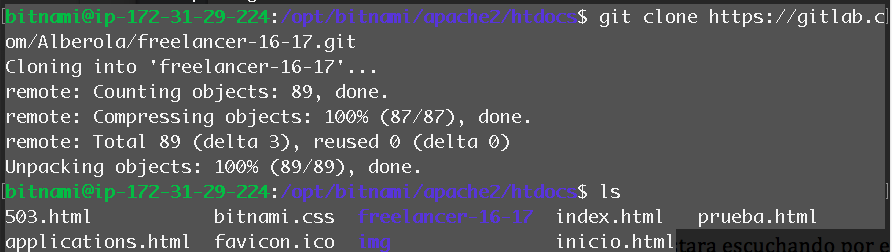 bitnami@ip-172-31-29-224:/opt/bitnami/apache2/htdocs$ git clone https://gitlab.c
om/Alberola/freelancer-16-17.git
Cloning into 'freelancer-16-17'...
remote: Counting objects: 89, done.
remote: Compressing objects: 100% (87/87), done.
remote: Total 89 (delta 3), reused 0 (delta 0)
Unpacking objects: 100% (89/89), done.
bitnami@ip-172-31-29-224:/opt/bitnami/apache2/htdocs$ ls
503.html bitnami.css freelancer-16-17 index.html prueba.html
applications.html favicon.ico img inicio.html
tara escuchando por e